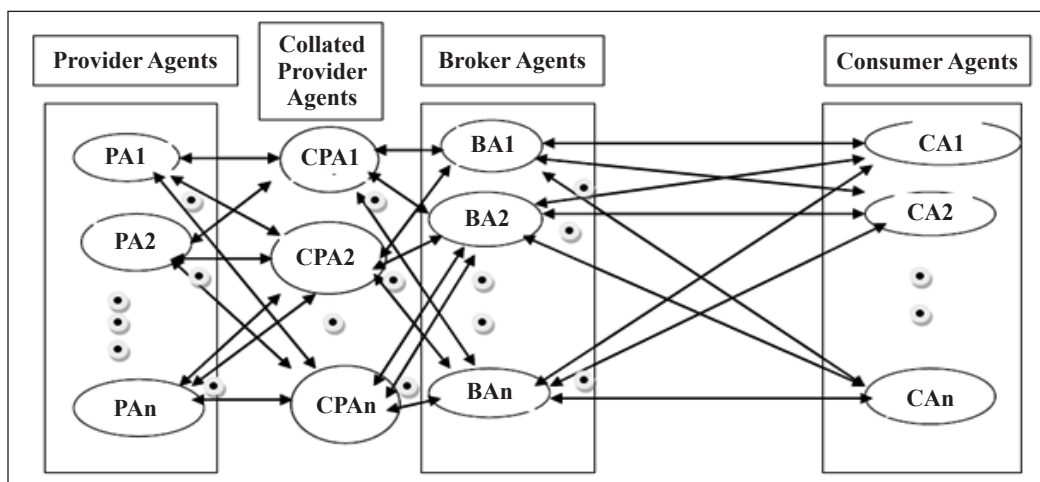 Provider Agents
Collated
Provider
Agents
Broker Agents
Consumer Agents
PA1
CPA1
BA1
CA1
PA2
CPA2
BA2
CA2
PAn
CPAn
BAn
CAn